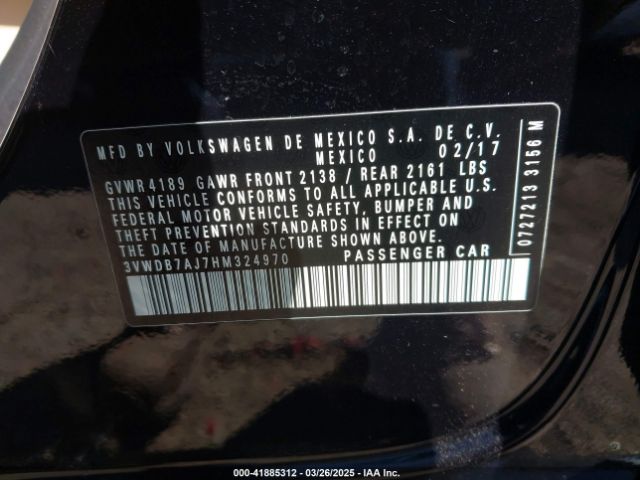 MFD BY VOLKSWAGEN DE MEXICO S.A. DE C.V.
MEXICO 02/17
GVWR 4189 GAWR FRONT 2138 / REAR 2161 LBS
THIS VEHICLE CONFORMS TO ALL APPLICABLE U.S.
FEDERAL MOTOR VEHICLE SAFETY, BUMPER AND
THEFT PREVENTION STANDARDS IN EFFECT ON
THE DATE OF MANUFACTURE SHOWN ABOVE.
3VWDB7AJ7HM324970 PASSENGER CAR
0727213 3156 M
000-41885312 - 03/26/2025 - IAA Inc.